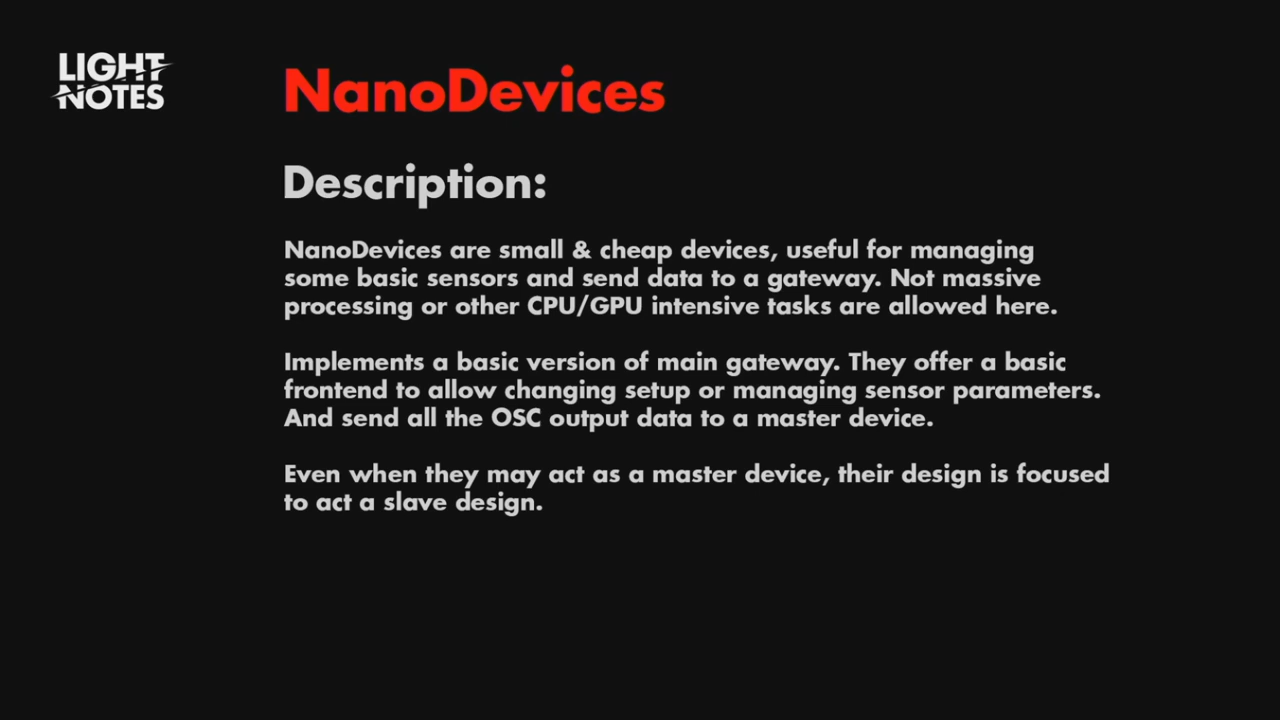 LIGHT
NOTES
NanoDevices
Description:
NanoDevices are small & cheap devices, useful for managing
some basic sensors and send data to a gateway. Not massive
processing or other CPU/GPU intensive tasks are allowed here.
Implements a basic version of main gateway. They offer a basic
frontend to allow changing setup or managing sensor parameters.
And send all the OSC output data to a master device.
Even when they may act as a master device, their design is focused
to act a slave design.